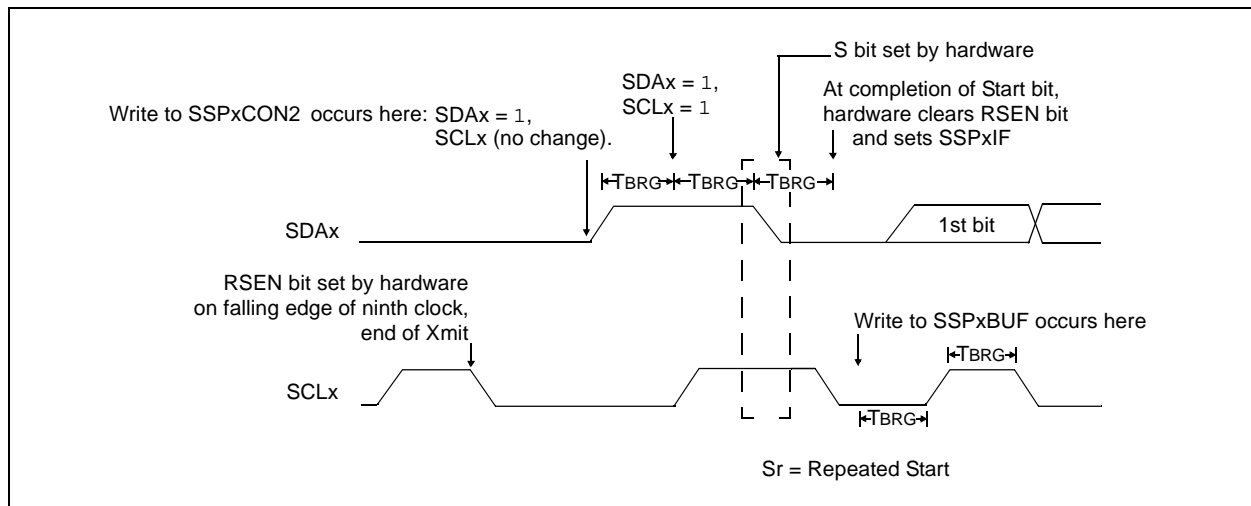 S bit set by hardware
SDAx = 1,
SCLx = 1
At completion of Start bit,
hardware clears RSEN bit
and sets SSPxIF
Write to SSPxCON2 occurs here: SDAx = 1,
SCLx (no change).
TBRG TBRG TBRG
SDAx
1st bit
RSEN bit set by hardware
on falling edge of ninth clock,
end of Xmit
Write to SSPxBUF occurs here
TBRG
SCLx
TBRG
Sr = Repeated Start